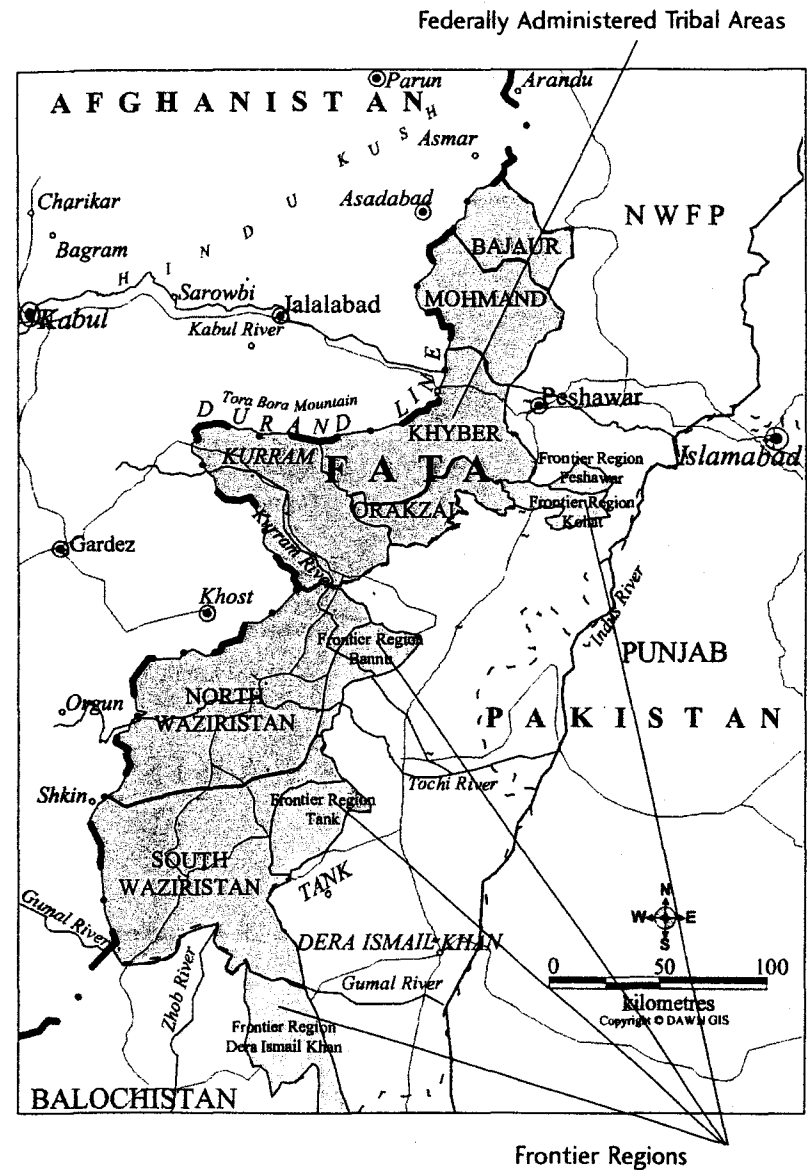 Federally Administered Tribal Areas
Parun
Arandu
AFGHANISTAN
HINDU KUSH
Asmar
Charikar
Asadabad
NWFP
Bagram
BAJAUR
Sarowbi
Jalalabad
MOHMAND
Kabul
Kabul River
Tora Bora Mountain
DURAND LINE
Peshawar
KHYBER
Islamabad
KURRAM
FATA
Frontier Region
Peshawar
ORAKZAI
Frontier Region
Kohat
Kurram River
Gardez
Khost
Indus River
Frontier Region
Bannu
PUNJAB
NORTH
WAZIRISTAN
Orgun
PAKISTAN
Tochi River
Shkin
Frontier Region
Tank
SOUTH
WAZIRISTAN
TANK
Gumal River
N
W E
S
DERA ISMAIL KHAN
0 50 100
kilometres
Copyright © DAWN GIS
Gumal River
Zhob River
Frontier Region
Dera Ismail Khan
BALOCHISTAN
Frontier Regions